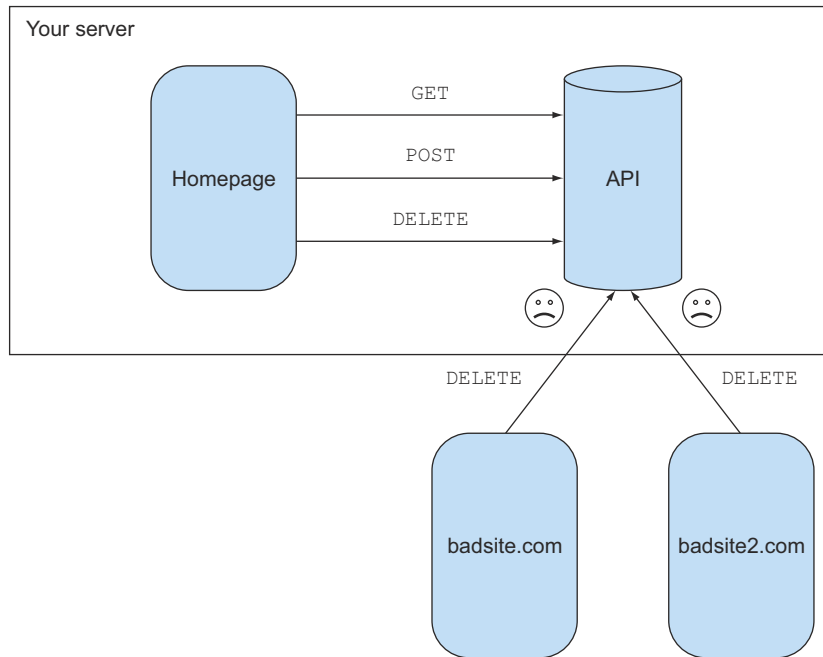 Your server
GET
POST
Homepage
API
DELETE
DELETE
DELETE
badsite.com
badsite2.com